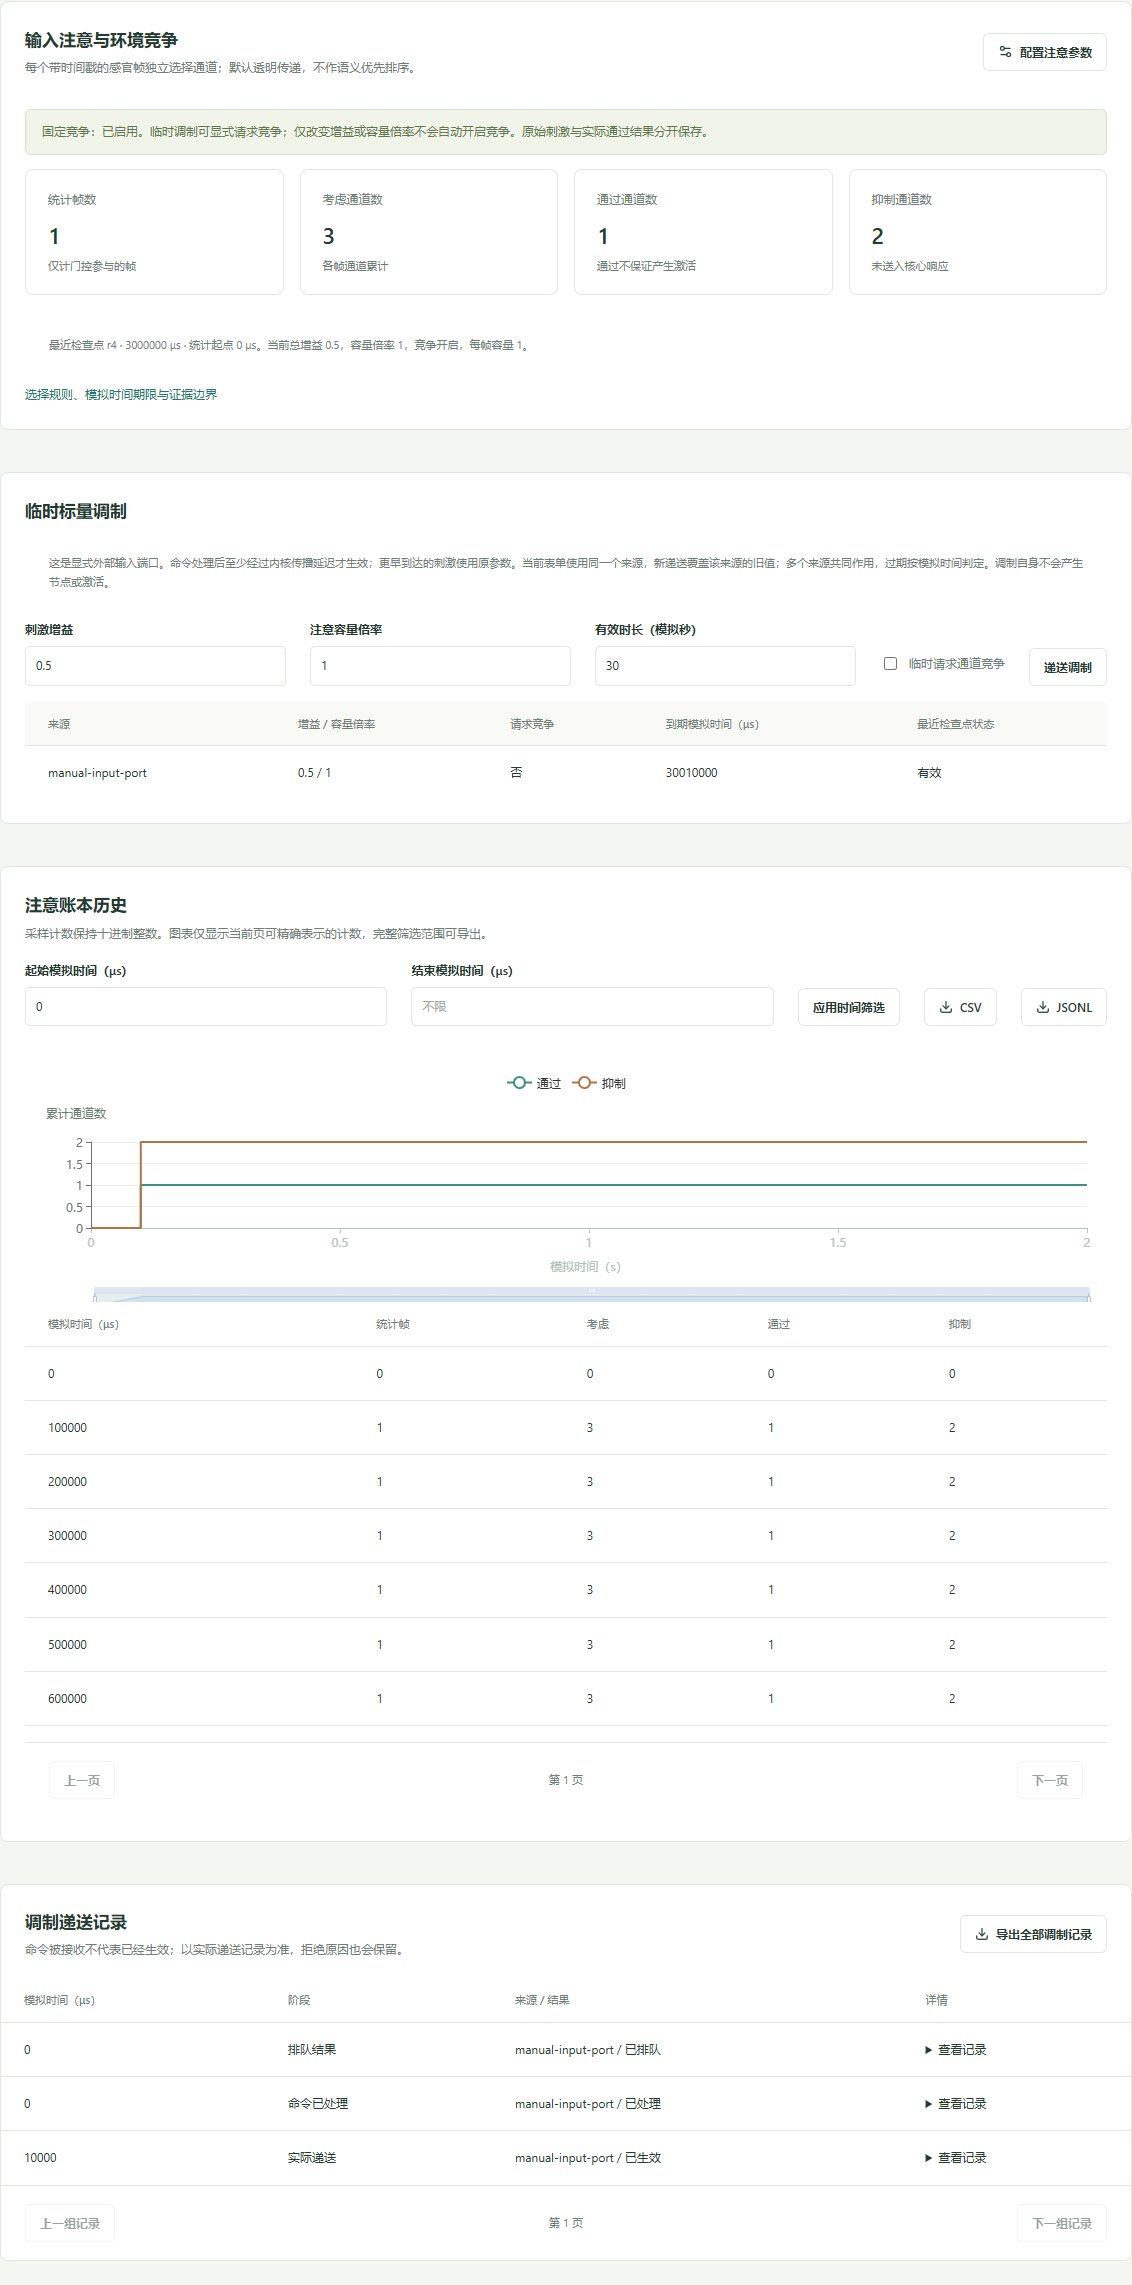 输入注意与环境竞争
每个带时间戳的感官帧独立选择通道；默认透明传递，不作语义优先排序。
配置注意参数
固定竞争：已启用。临时调制可显式请求竞争；仅改变增益或容量倍率不会自动开启竞争。原始刺激与实际通过结果分开保存。
统计帧数
1
仅计门控参与的帧
考虑通道数
3
各帧通道累计
通过通道数
1
通过不保证产生激活
抑制通道数
2
未送入核心响应
最近检查点 r4 · 3000000 μs · 统计起点 0 μs。当前总增益 0.5，容量倍率 1，竞争开启，每帧容量 1。
选择规则、模拟时间期限与证据边界
临时标量调制
这是显式外部输入端口。命令处理后至少经过内核传播延迟才生效；更早到达的刺激使用原参数。当前表单使用同一个来源，新递送覆盖该来源的旧值；多个来源共同作用，过期按模拟时间判定。调制自身不会产生
节点或激活。
刺激增益 注意容量倍率 有效时长（模拟秒）
0.5 1 30 临时请求通道竞争 递送调制
来源 增益 / 容量倍率 请求竞争 到期模拟时间（μs） 最近检查点状态
manual-input-port 0.5 / 1 否 30010000 有效
注意账本历史
采样计数保持十进制整数。图表仅显示当前页可精确表示的计数，完整筛选范围可导出。
起始模拟时间（μs） 结束模拟时间（μs）
0 不限 应用时间筛选 CSV JSONL
通过 抑制
累计通道数
2
1.5
1
0.5
0
0 0.5 1 1.5 2
模拟时间（s）
模拟时间（μs） 统计帧 考虑 通过 抑制
0 0 0 0 0
100000 1 3 1 2
200000 1 3 1 2
300000 1 3 1 2
400000 1 3 1 2
500000 1 3 1 2
600000 1 3 1 2
上一页 第 1 页 下一页
调制递送记录
命令被接收不代表已经生效；以实际递送记录为准，拒绝原因也会保留。
导出全部调制记录
模拟时间（μs） 阶段 来源 / 结果 详情
0 排队结果 manual-input-port / 已排队 查看记录
0 命令已处理 manual-input-port / 已处理 查看记录
10000 实际递送 manual-input-port / 已生效 查看记录
上一组记录 第 1 页 下一组记录